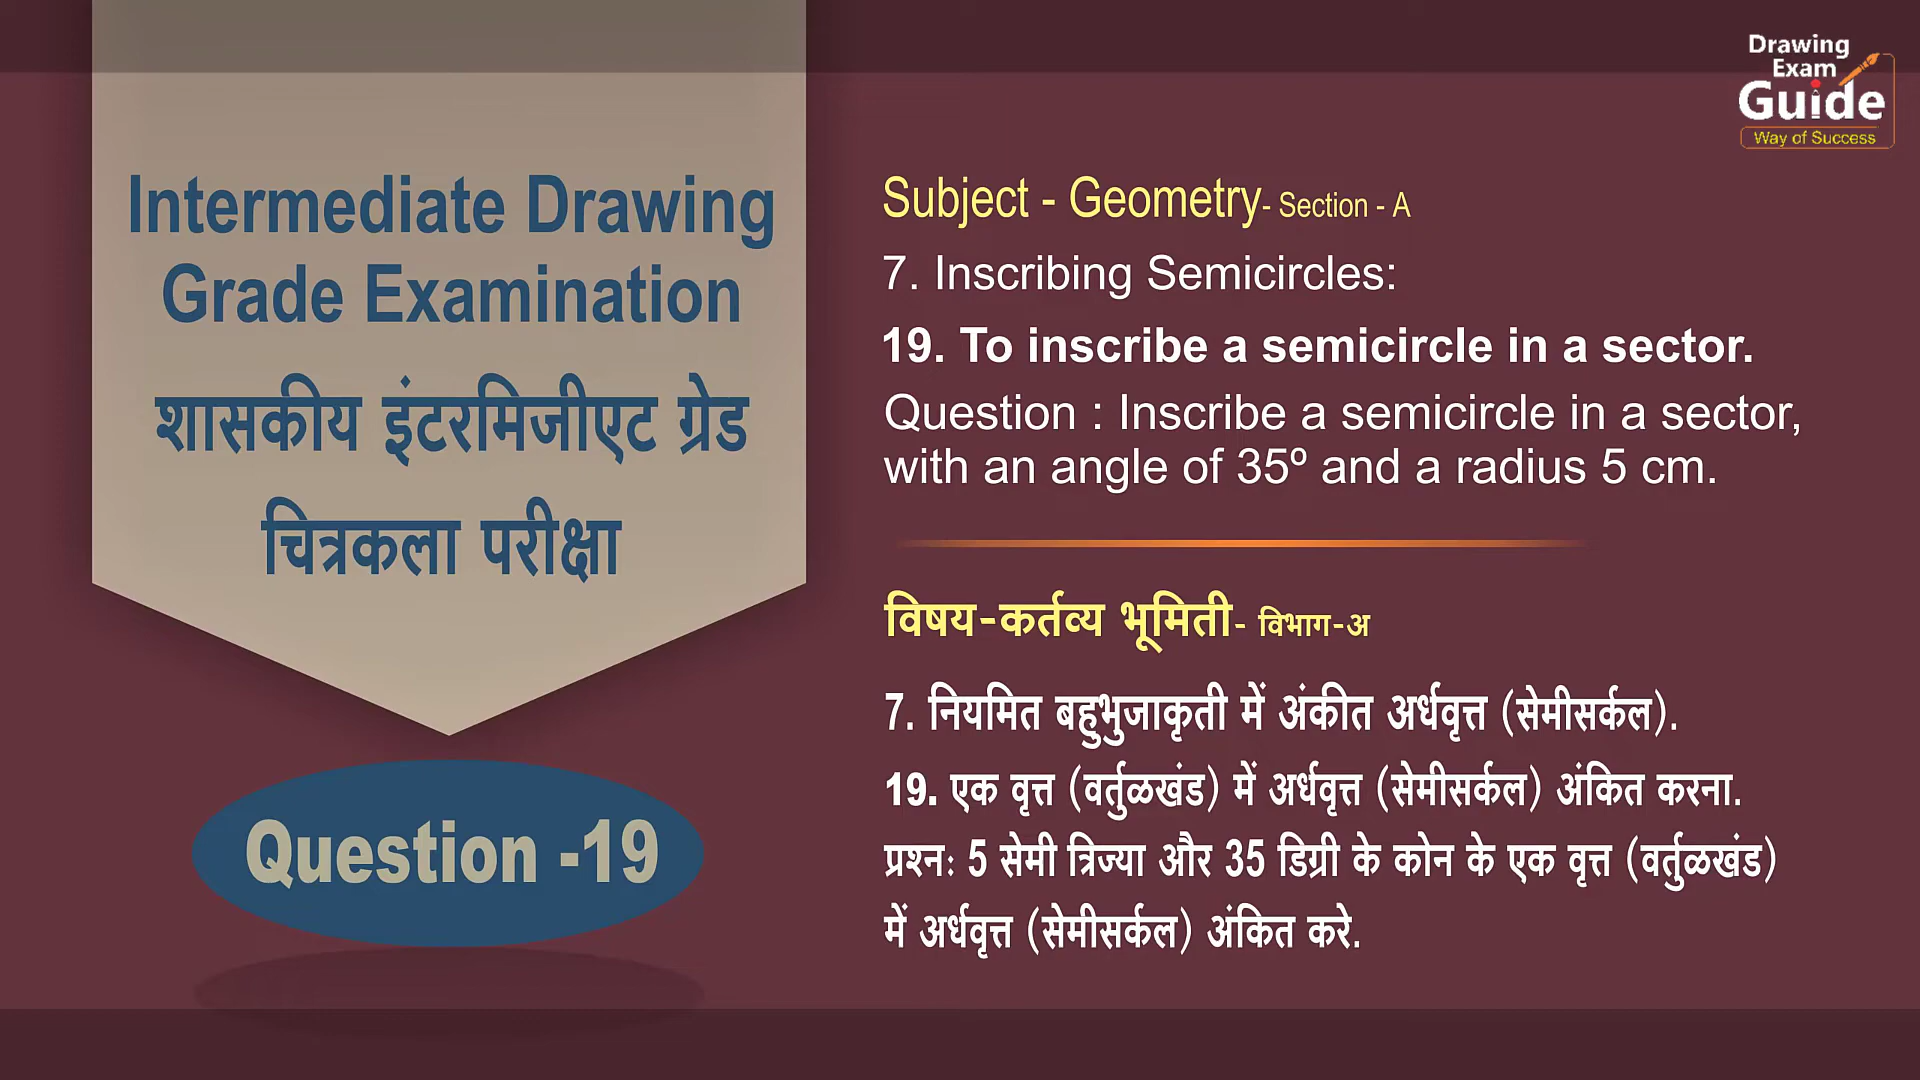 Drawing
Exam
Guide
Way of Success
Intermediate Drawing
Grade Examination
शासकीय इंटरमिजीएट ग्रेड
चित्रकला परीक्षा
Question -19
Subject - Geometry- Section - A
7. Inscribing Semicircles:
19. To inscribe a semicircle in a sector.
Question : Inscribe a semicircle in a sector,
with an angle of 35º and a radius 5 cm.
विषय-कर्तव्य भूमिती- विभाग-अ
7. नियमित बहुभुजाकृती में अंकीत अर्धवृत्त (सेमीसर्कल).
19. एक वृत्त (वर्तुळखंड) में अर्धवृत्त (सेमीसर्कल) अंकित करना.
प्रश्नः 5 सेमी त्रिज्या और 35 डिग्री के कोन के एक वृत्त (वर्तुळखंड)
में अर्धवृत्त (सेमीसर्कल) अंकित करे.